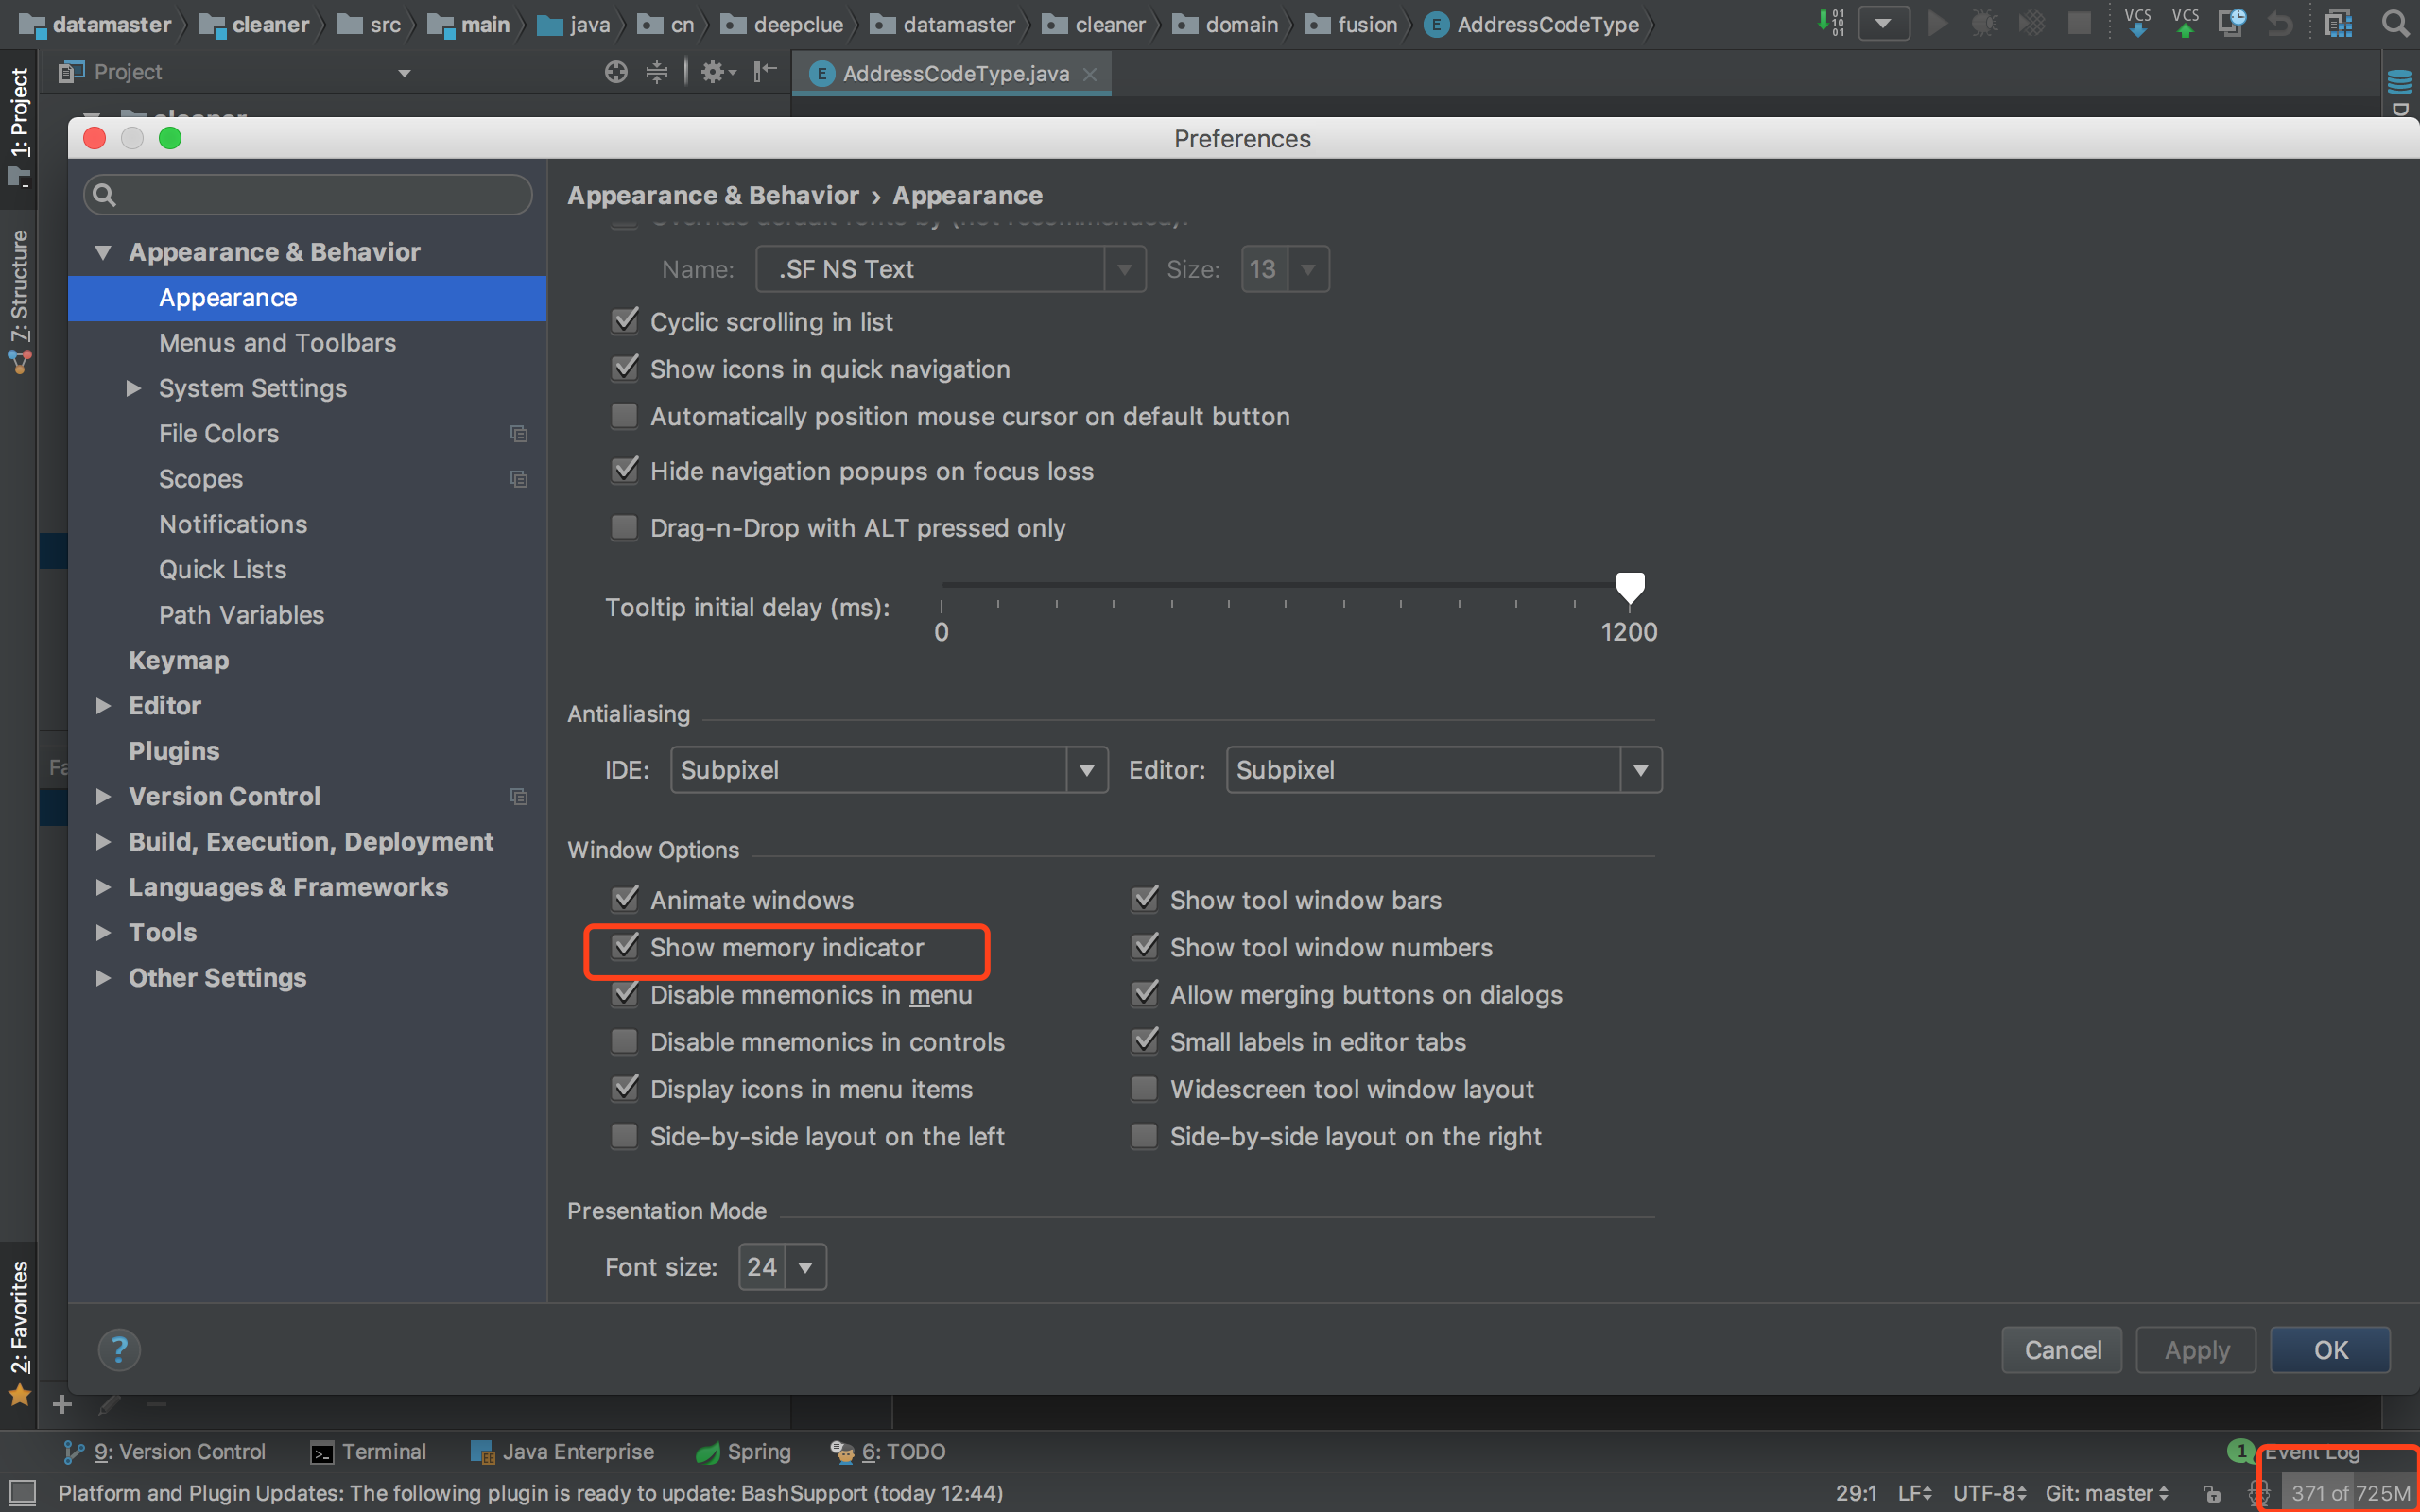 datamaster cleaner src main java cn deepclue datamaster cleaner domain fusion E AddressCodeType VCS VCS
1: Project
Project
E AddressCodeType.java
Preferences
Z: Structure
Appearance & Behavior
Appearance
Menus and Toolbars
System Settings
File Colors
Scopes
Notifications
Quick Lists
Path Variables
Keymap
Editor
Plugins
Version Control
Build, Execution, Deployment
Languages & Frameworks
Tools
Other Settings
Appearance & Behavior › Appearance
Override default fonts by (not recommended):
Name: .SF NS Text Size: 13
Cyclic scrolling in list
Show icons in quick navigation
Automatically position mouse cursor on default button
Hide navigation popups on focus loss
Drag-n-Drop with ALT pressed only
Tooltip initial delay (ms):
0 1200
Antialiasing
IDE: Subpixel Editor: Subpixel
Window Options
Animate windows Show tool window bars
Show memory indicator Show tool window numbers
Disable mnemonics in menu Allow merging buttons on dialogs
Disable mnemonics in controls Small labels in editor tabs
Display icons in menu items Widescreen tool window layout
Side-by-side layout on the left Side-by-side layout on the right
Presentation Mode
Font size: 24
? Cancel Apply OK
2: Favorites
9: Version Control Terminal Java Enterprise Spring 6: TODO 1 Event Log
Platform and Plugin Updates: The following plugin is ready to update: BashSupport (today 12:44) 29:1 LF UTF-8 Git: master 371 of 725M